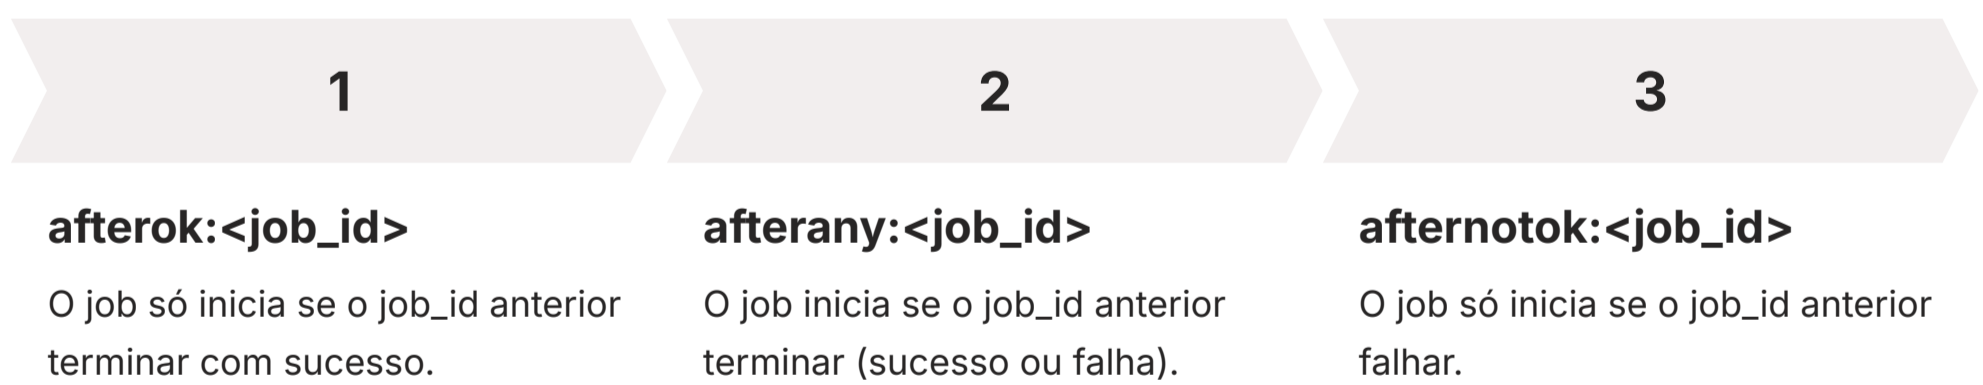 1
2
3
afterok:<job_id>
O job só inicia se o job_id anterior
terminar com sucesso.
afterany:<job_id>
O job inicia se o job_id anterior
terminar (sucesso ou falha).
afternotok:<job_id>
O job só inicia se o job_id anterior
falhar.